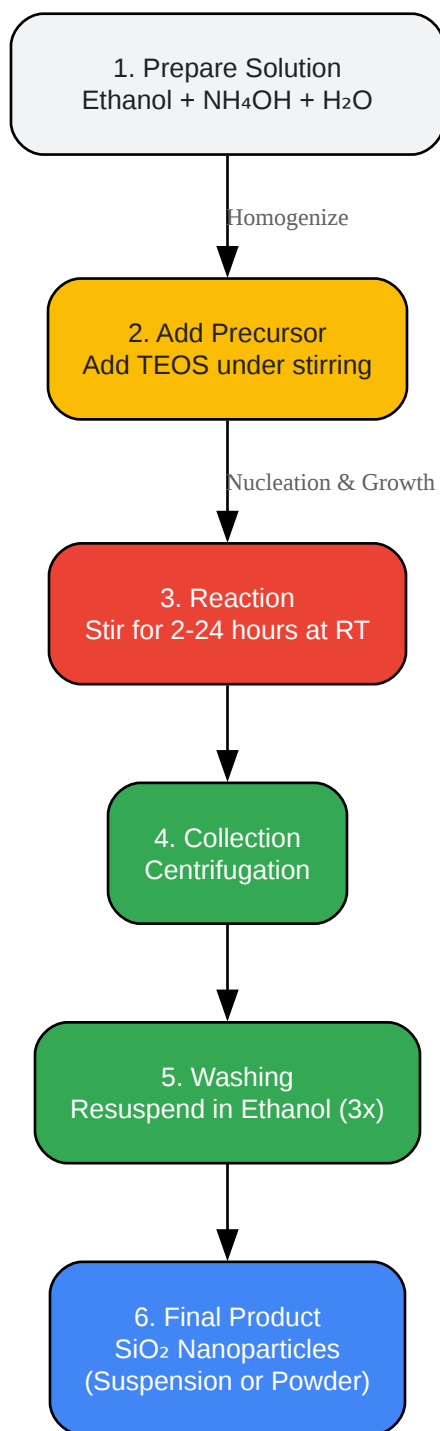 1. Prepare Solution
Ethanol + NH₄OH + H₂O
Homogenize
2. Add Precursor
Add TEOS under stirring
Nucleation & Growth
3. Reaction
Stir for 2-24 hours at RT
4. Collection
Centrifugation
5. Washing
Resuspend in Ethanol (3x)
6. Final Product
SiO₂ Nanoparticles
(Suspension or Powder)